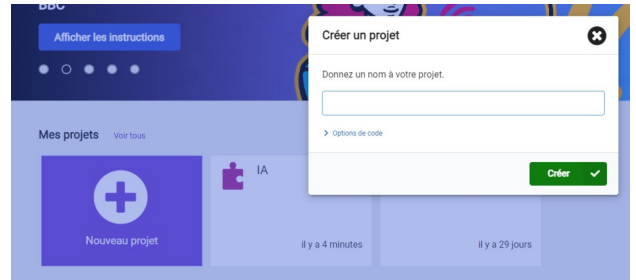 BBC
Afficher les instructions
Créer un projet
Donnez un nom à votre projet.
Options de code
Créer
Mes projets Voir tous
Nouveau projet
IA
il y a 4 minutes
il y a 29 jours